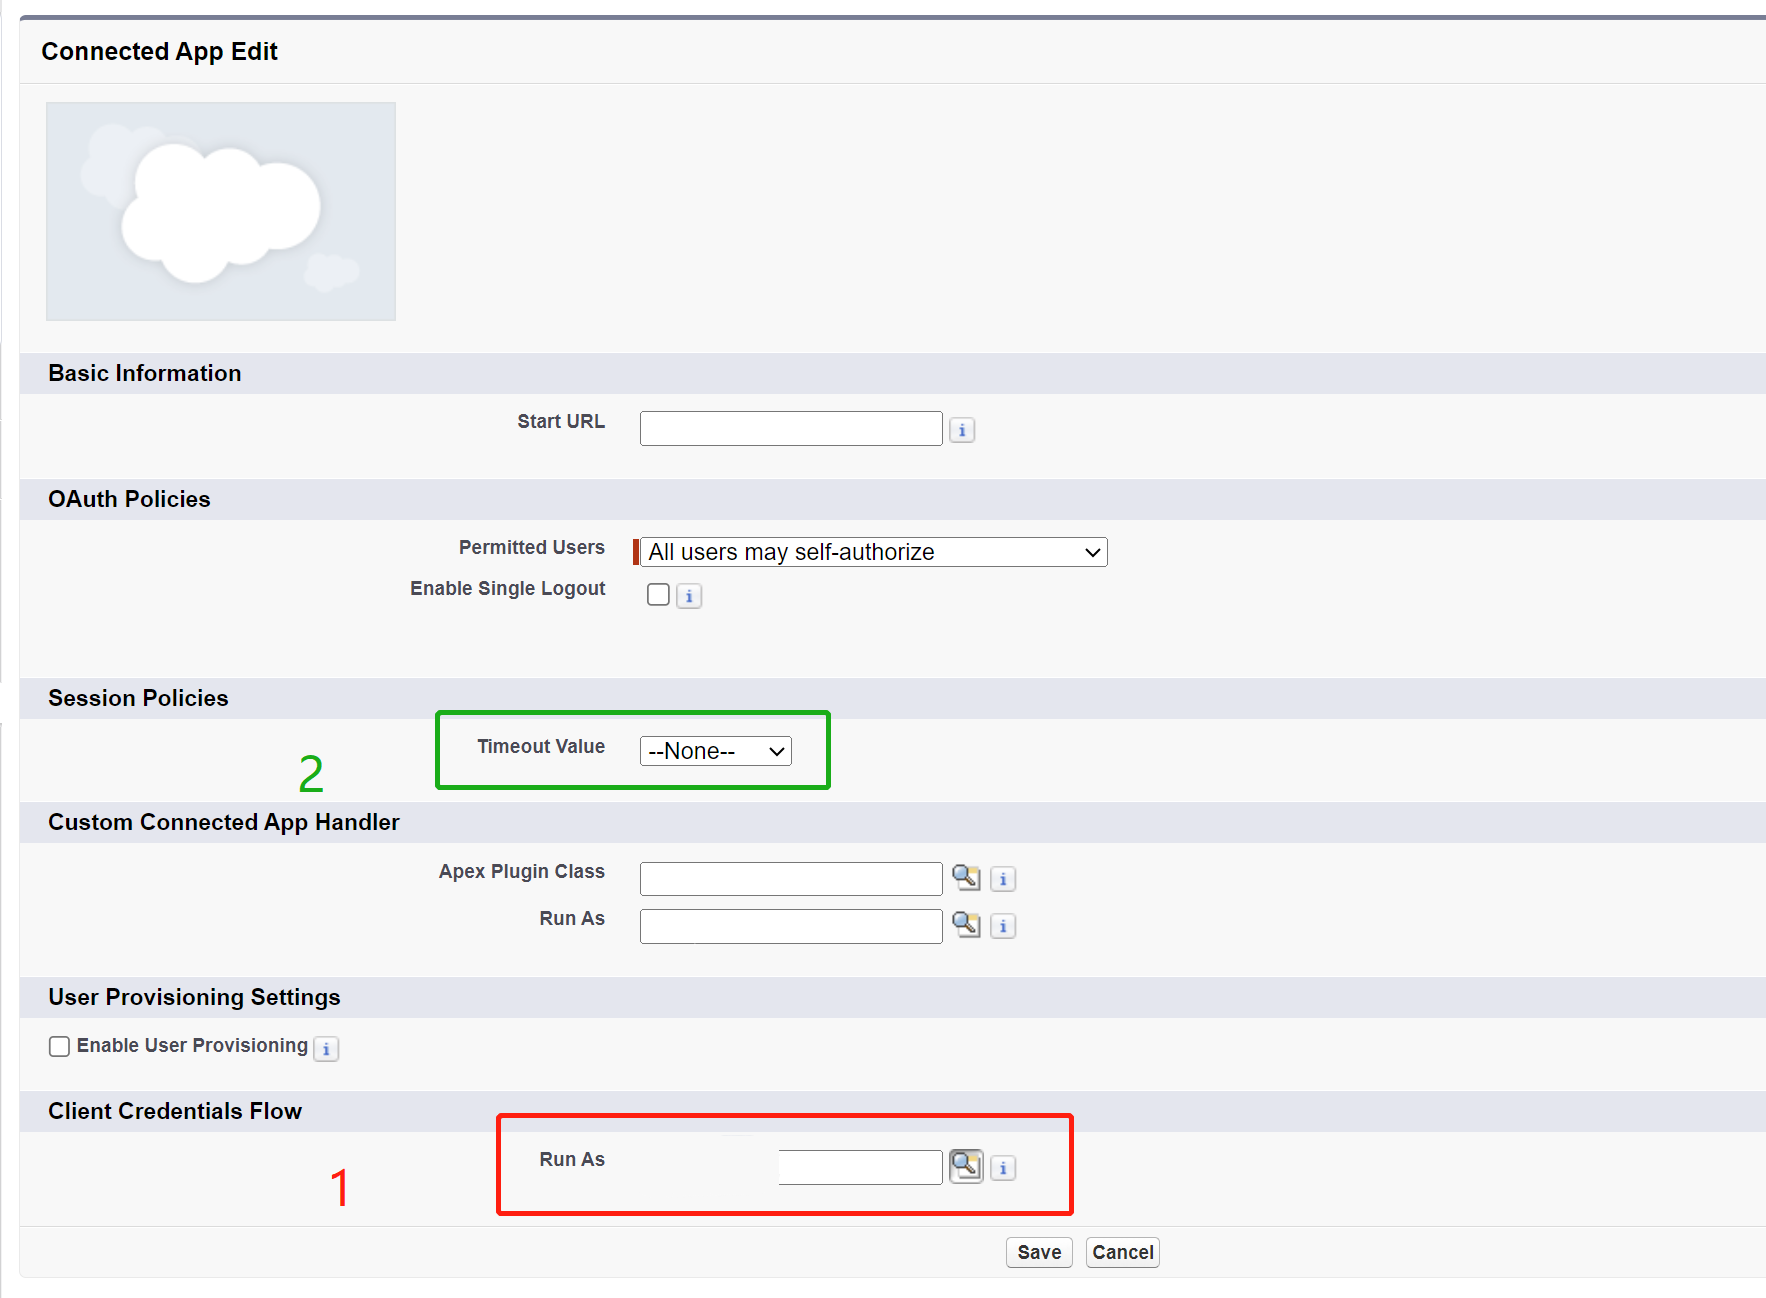 Connected App Edit
Basic Information
Start URL
i
OAuth Policies
Permitted Users All users may self-authorize
Enable Single Logout
i
Session Policies
Timeout Value --None--
2
Custom Connected App Handler
Apex Plugin Class
i
Run As
i
User Provisioning Settings
Enable User Provisioning i
Client Credentials Flow
Run As
i
1
Save Cancel